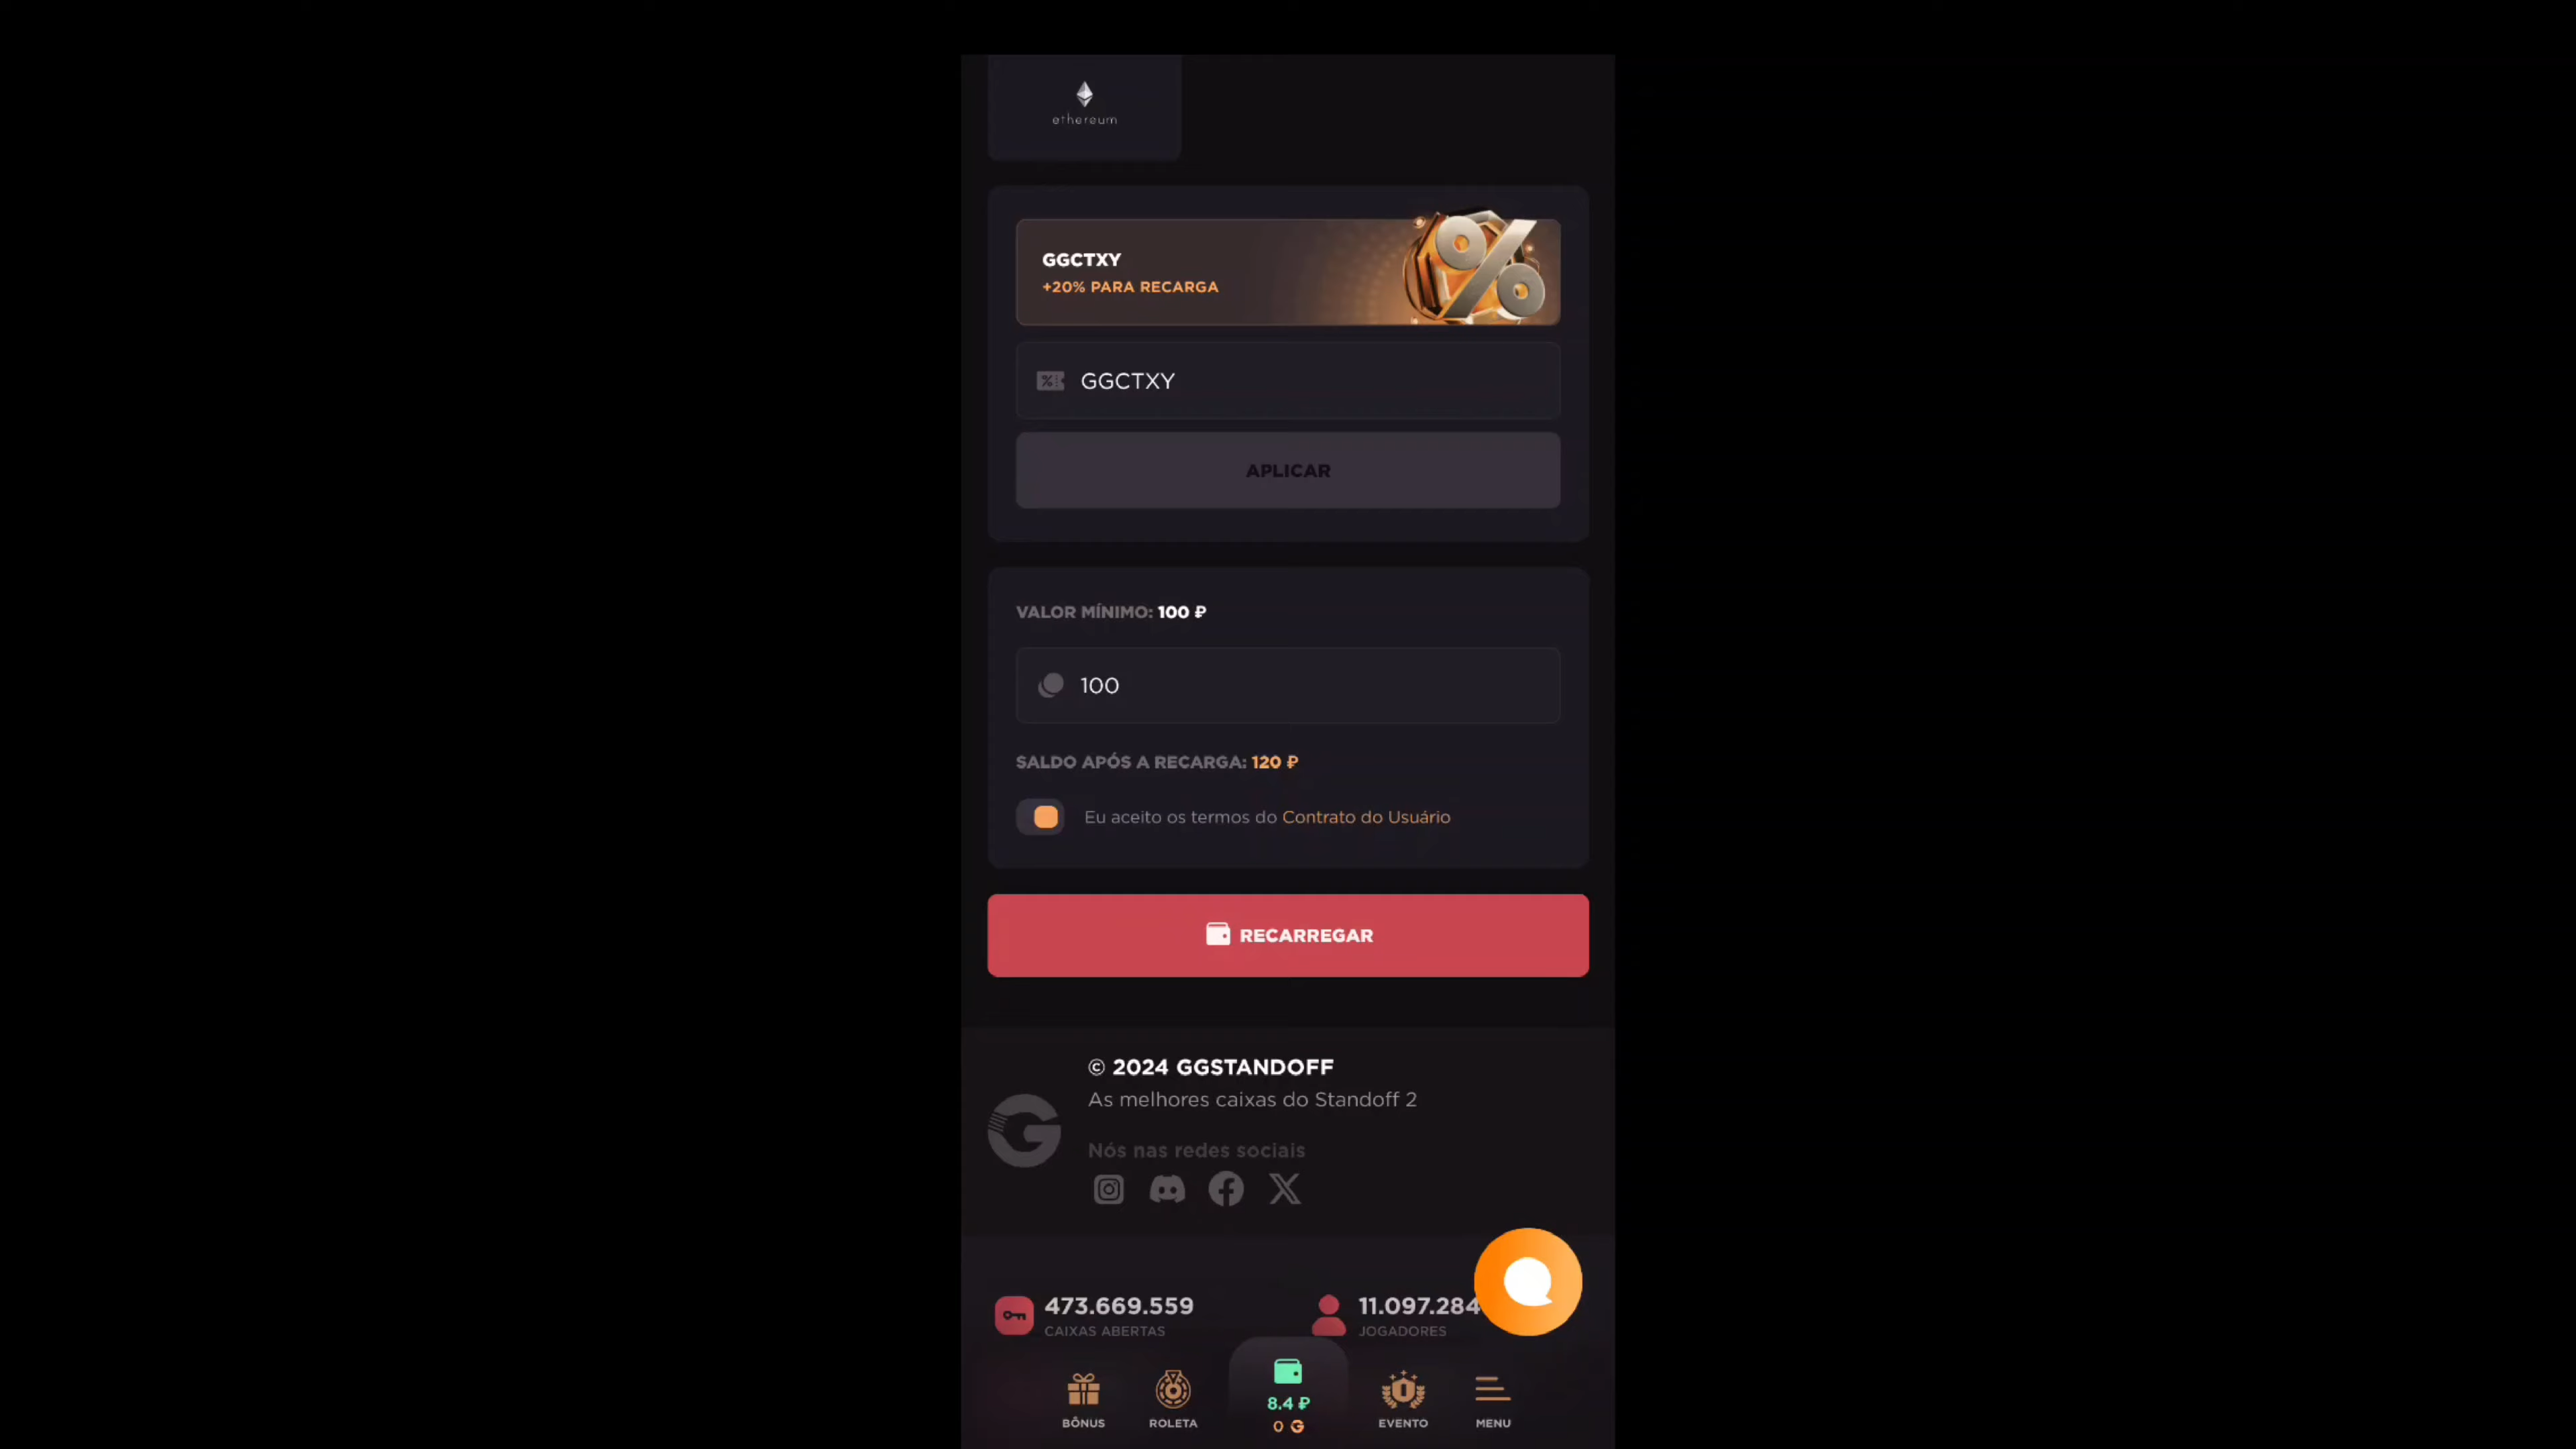 ethereum
GGCTXY
+20% PARA RECARGA
GGCTXY
APLICAR
VALOR MÍNIMO: 100 ₽
100
SALDO APÓS A RECARGA: 120 ₽
Eu aceito os termos do Contrato do Usuário
RECARREGAR
© 2024 GGSTANDOFF
As melhores caixas do Standoff 2
Nós nas redes sociais
473.669.559
CAIXAS ABERTAS
11.097.284
JOGADORES
BÔNUS
ROLETA
8.4 ₽
0 G
EVENTO
MENU